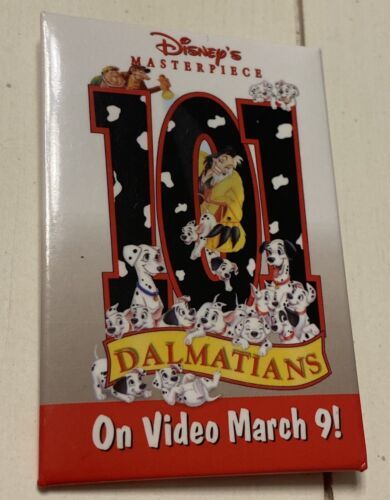 Disney's
MASTERPIECE
101
DALMATIANS
On Video March 9!